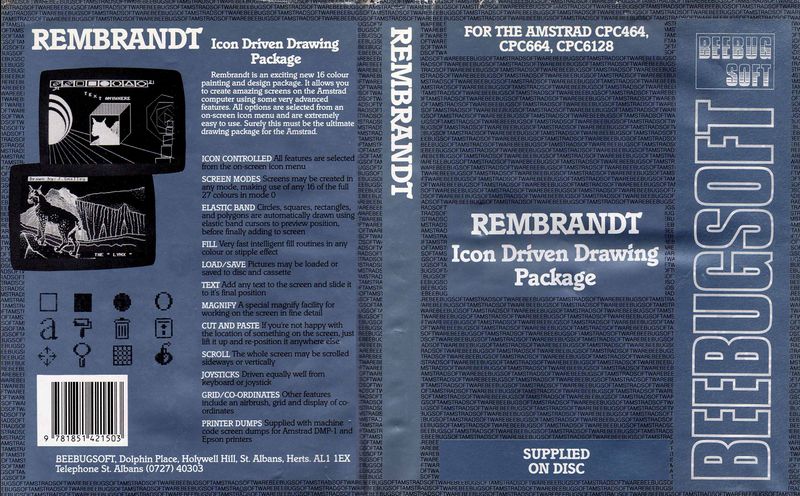 REMBRANDT
Icon Driven Drawing
Package
Rembrandt is an exciting new 16 colour
painting and design package. It allows you
to create amazing screens on the Amstrad
computer using some very advanced
features. All options are selected from an
on-screen icon menu and are extremely
easy to use. Surely this must be the ultimate
drawing package for the Amstrad.
TEXT ANYWHERE
THE "LYNX"
ICON CONTROLLED All features are selected
from the on-screen icon menu
SCREEN MODES Screens may be created in
any mode, making use of any 16 of the full
27 colours in mode 0
ELASTIC BAND Circles, squares, rectangles,
and polygons are automatically drawn using
elastic band cursors to preview position,
before finally adding to screen
FILL Very fast intelligent fill routines in any
colour or stipple effect
LOAD/SAVE Pictures may be loaded or
saved to disc and cassette
TEXT Add any text to the screen and slide it
to it's final position
MAGNIFY A special magnify facility for
working on the screen in fine detail
CUT AND PASTE If you're not happy with
the location of something on the screen, just
lift it up and re-position it anywhere else
SCROLL The whole screen may be scrolled
sideways or vertically
JOYSTICKS Driven equally well from
keyboard or joystick
GRID/CO-ORDINATES Other features
include an airbrush, grid and display of co-
ordinates
PRINTER DUMPS Supplied with machine
code screen dumps for Amstrad DMP-1 and
Epson printers
a
9 781851 421503
BEEBUGSOFT, Dolphin Place, Holywell Hill, St. Albans, Herts. AL1 1EX
Telephone St. Albans (0727) 40303
REMBRANDT
FOR THE AMSTRAD CPC464,
CPC664, CPC6128
REMBRANDT
Icon Driven Drawing
Package
SUPPLIED
ON DISC
BEEBUG
SOFT
BEEBUGSOFT